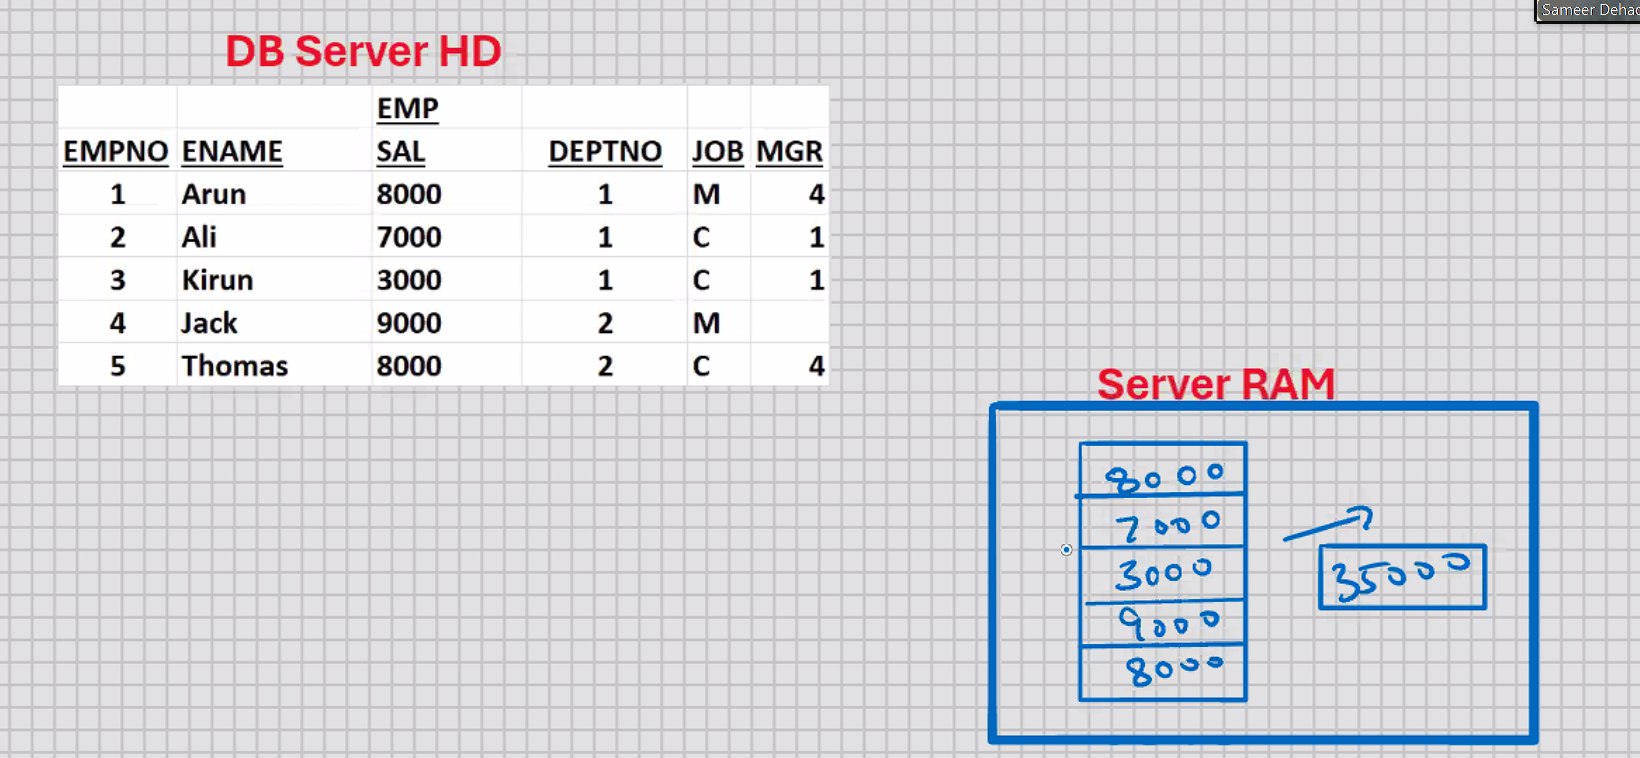 Sameer Dehad
DB Server HD
EMP
EMPNO ENAME SAL DEPTNO JOB MGR
1 Arun 8000 1 M 4
2 Ali 7000 1 C 1
3 Kirun 3000 1 C 1
4 Jack 9000 2 M
5 Thomas 8000 2 C 4
Server RAM
8000
7000
3000
9000
8000
35000